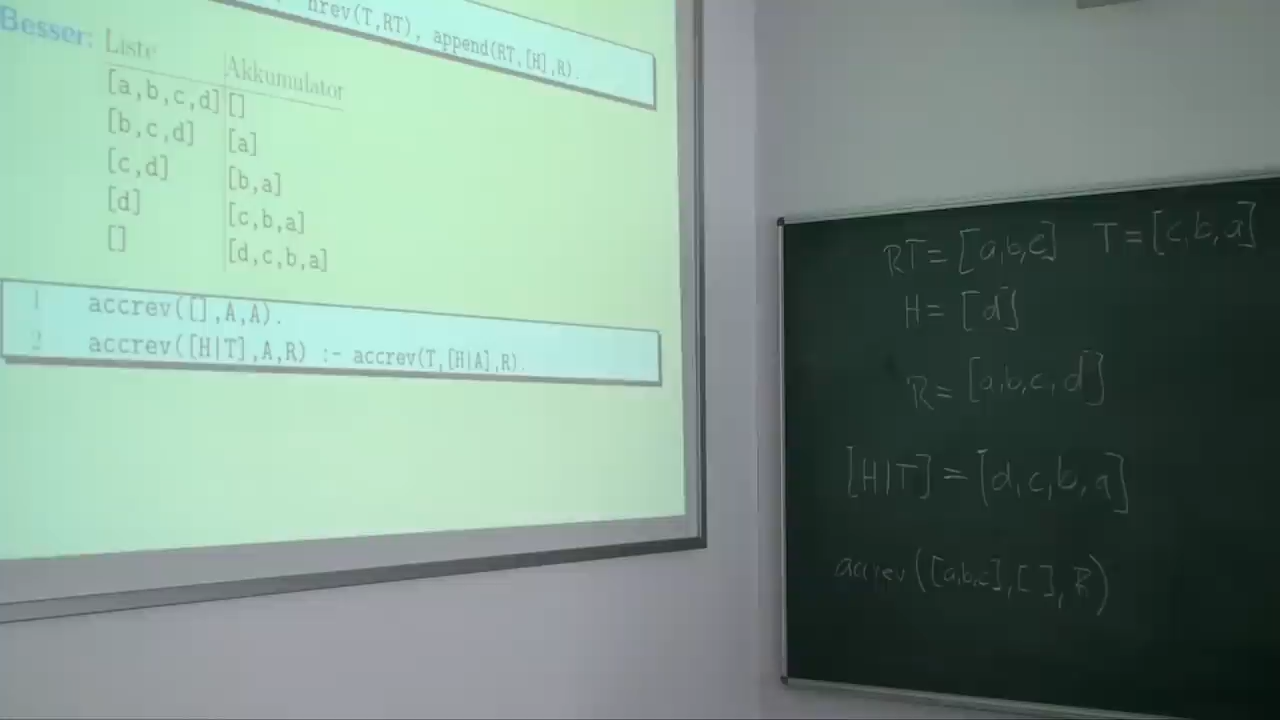 nrev(T,RT), append(RT,[H],R).
Besser: Liste Akkumulator
[a,b,c,d] []
[b,c,d] [a]
[c,d] [b,a]
[d] [c,b,a]
[] [d,c,b,a]
1 accrev([],A,A).
2 accrev([H|T],A,R) :- accrev(T,[H|A],R).
RT=[a,b,c] T=[c,b,a]
H=[d]
R=[a,b,c,d]
[H|T]=[d,c,b,a]
accrev([a,b,c],[ ],R)